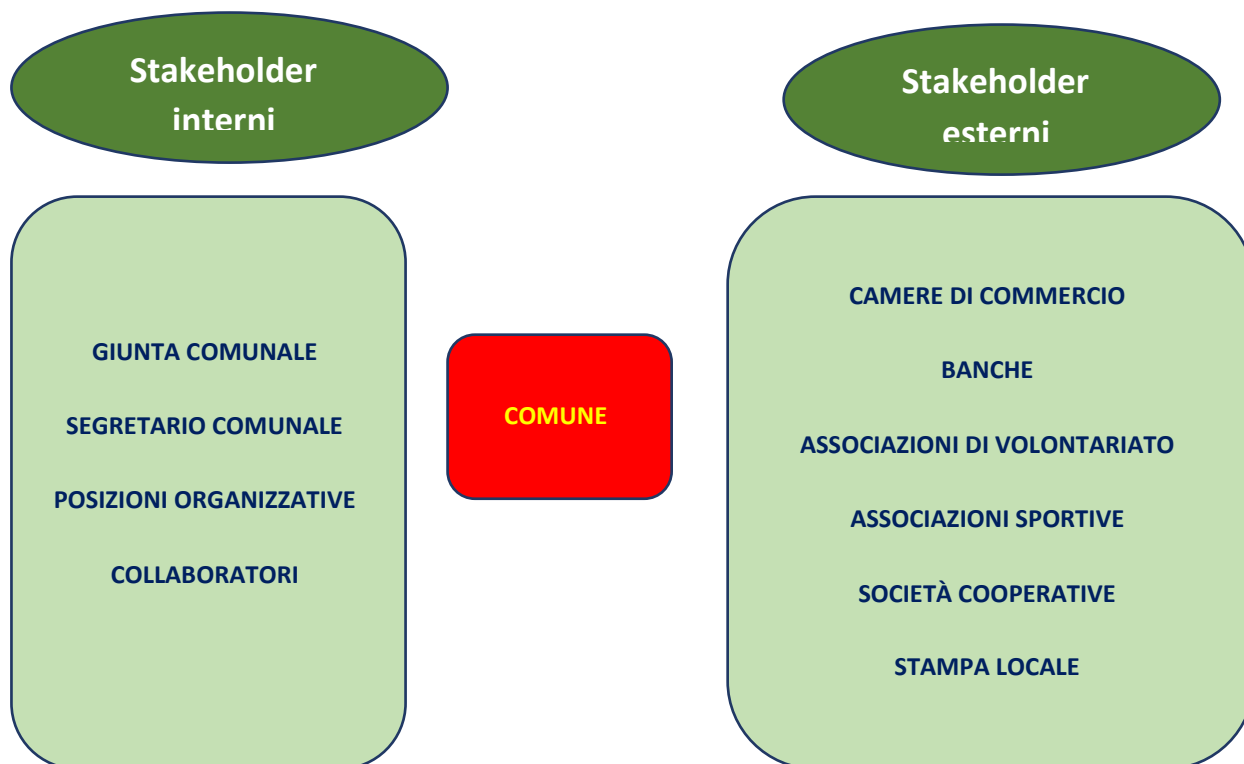 Stakeholder
interni
Stakeholder
esterni
GIUNTA COMUNALE
SEGRETARIO COMUNALE
POSIZIONI ORGANIZZATIVE
COLLABORATORI
COMUNE
CAMERE DI COMMERCIO
BANCHE
ASSOCIAZIONI DI VOLONTARIATO
ASSOCIAZIONI SPORTIVE
SOCIETÀ COOPERATIVE
STAMPA LOCALE